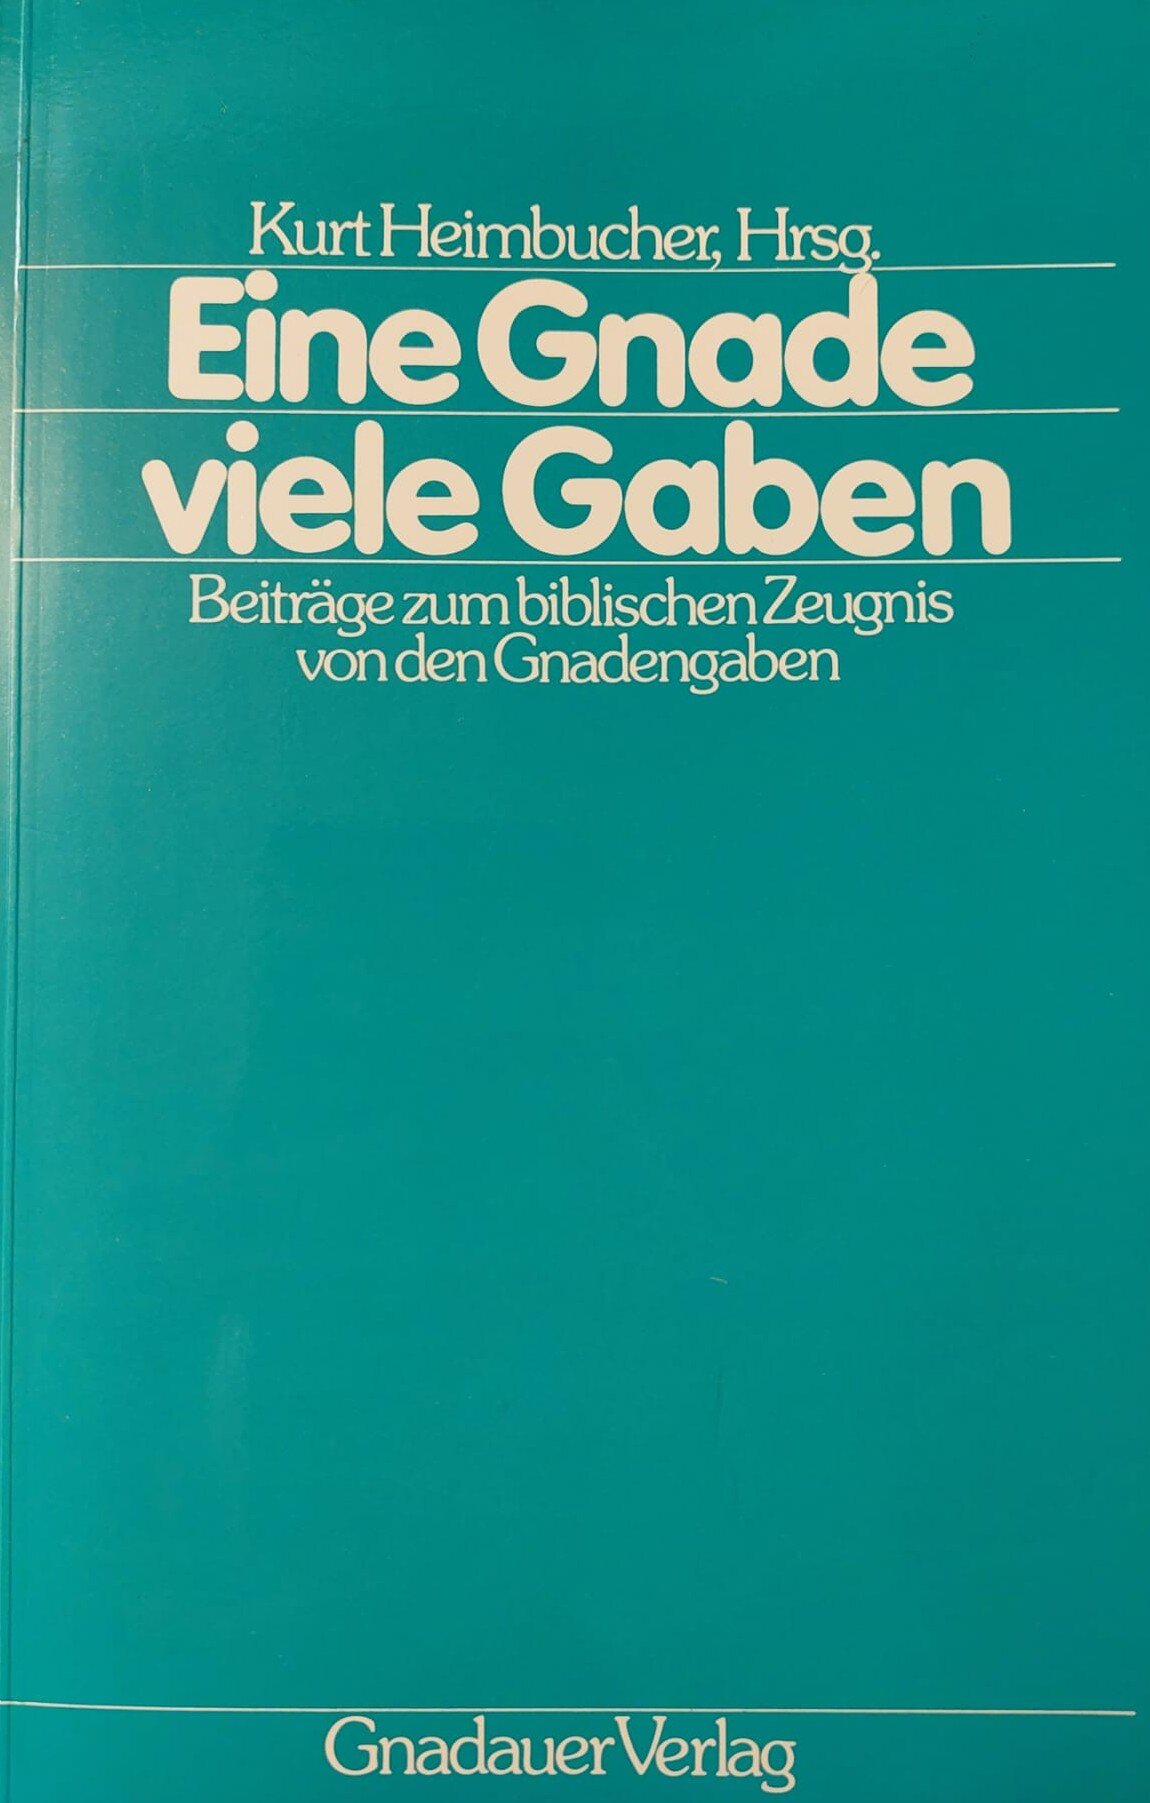 Kurt Heimbucher, Hrsg.
Eine Gnade
viele Gaben
Beiträge zum biblischen Zeugnis
von den Gnadengaben
Gnadauer Verlag